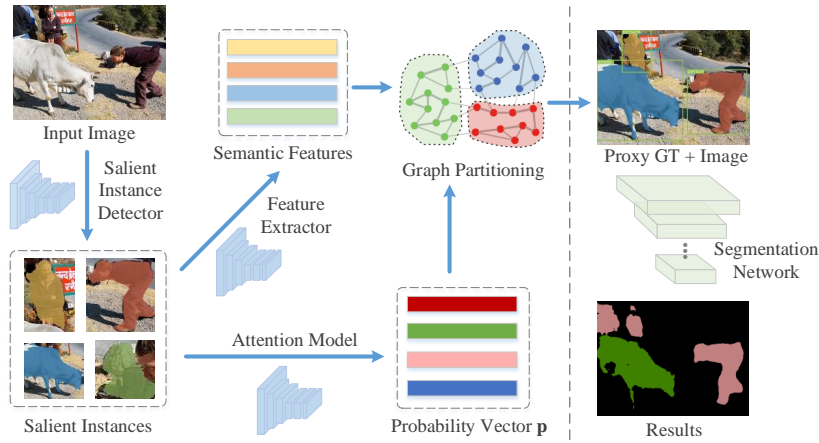 Input Image
Salient
Instance
Detector
Salient Instances
Semantic Features
Feature
Extractor
Attention Model
Graph Partitioning
Probability Vector p
Proxy GT + Image
Segmentation
Network
Results